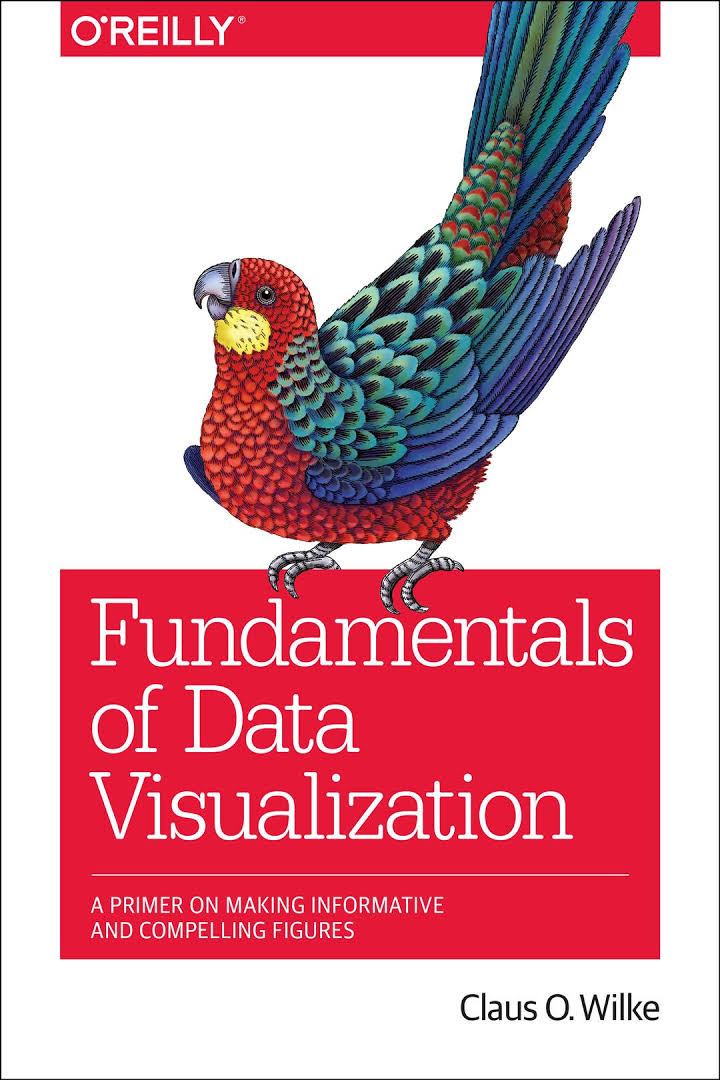 O'REILLY®
Fundamentals
of Data
Visualization
A PRIMER ON MAKING INFORMATIVE
AND COMPELLING FIGURES
Claus O. Wilke